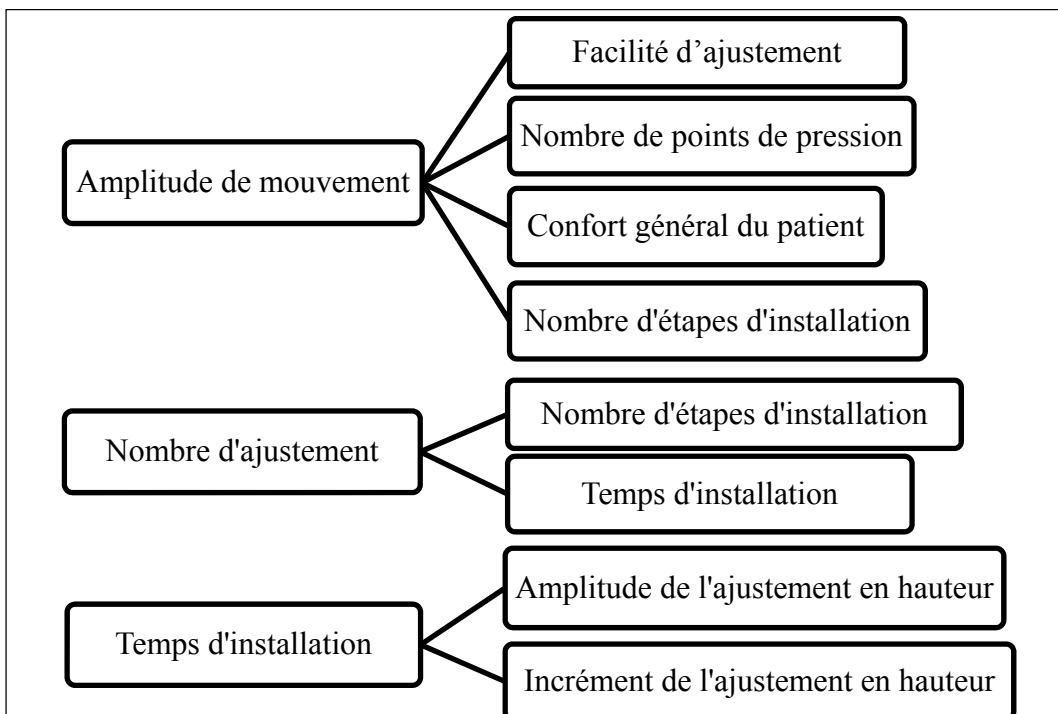 Amplitude de mouvement
Facilité d’ajustement
Nombre de points de pression
Confort général du patient
Nombre d'étapes d'installation
Nombre d'ajustement
Nombre d'étapes d'installation
Temps d'installation
Temps d'installation
Amplitude de l'ajustement en hauteur
Incrément de l'ajustement en hauteur